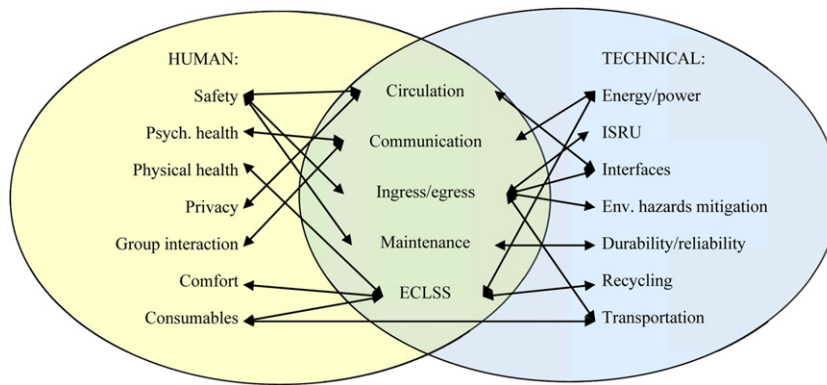 HUMAN:
Safety
Psych. health
Physical health
Privacy
Group interaction
Comfort
Consumables
Circulation
Communication
Ingress/egress
Maintenance
ECLSS
TECHNICAL:
Energy/power
ISRU
Interfaces
Env. hazards mitigation
Durability/reliability
Recycling
Transportation